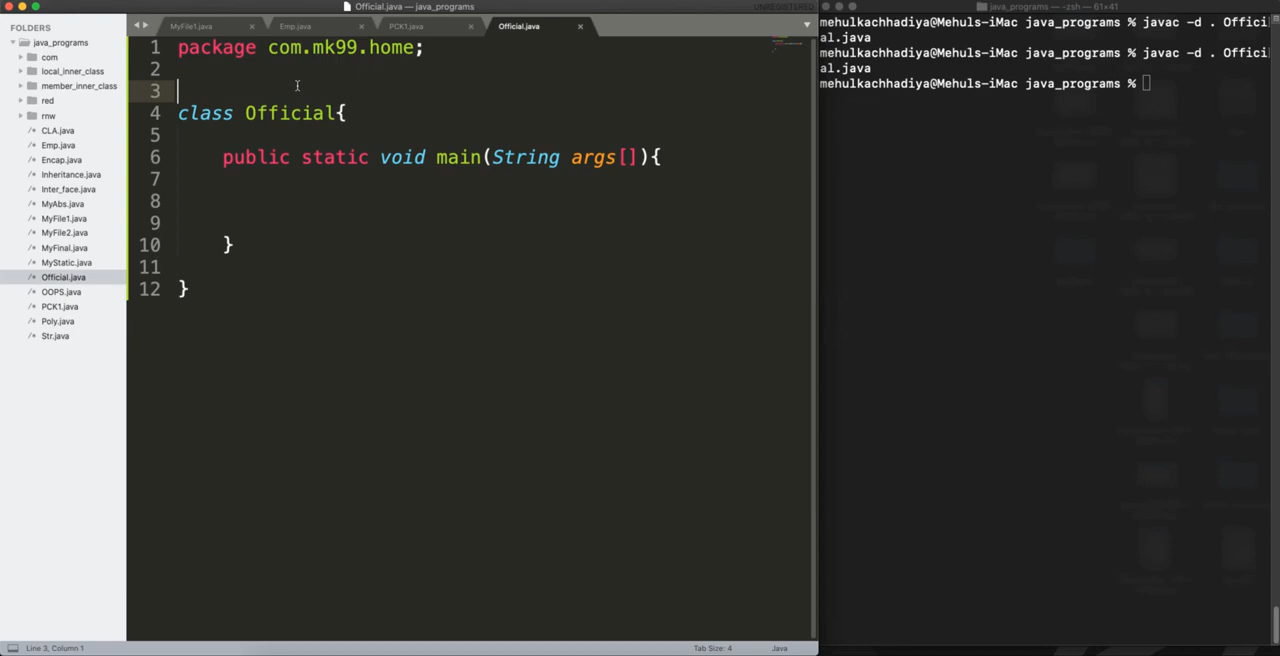 Official.java — java_programs
UNREGISTERED
java_programs — -zsh — 61×41
FOLDERS
java_programs
com
local_inner_class
member_inner_class
red
rnw
CLA.java
Emp.java
Encap.java
Inheritance.java
Inter_face.java
MyAbs.java
MyFile1.java
MyFile2.java
MyFinal.java
MyStatic.java
Official.java
OOPS.java
PCK1.java
Poly.java
Str.java
MyFile1.java
Emp.java
PCK1.java
Official.java
1 package com.mk99.home;
2
3
4 class Official{
5
6 public static void main(String args[]){
7
8
9
10 }
11
12 }
mehulkachhadiya@Mehuls-iMac java_programs % javac -d . Offici
al.java
mehulkachhadiya@Mehuls-iMac java_programs % javac -d . Offici
al.java
mehulkachhadiya@Mehuls-iMac java_programs %
Line 3, Column 1
Tab Size: 4
Java